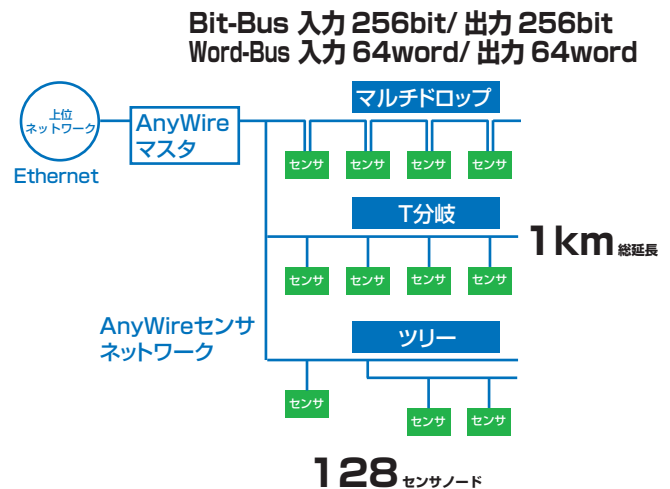 Bit-Bus 入力 256bit/ 出力 256bit
Word-Bus 入力 64word/ 出力 64word
マルチドロップ
上位
ネットワーク
AnyWire
マスタ
Ethernet
センサ センサ センサ センサ
T分岐
1km 総延長
センサ センサ センサ センサ
AnyWireセンサ
ネットワーク
ツリー
センサ センサ センサ
128 センサノード